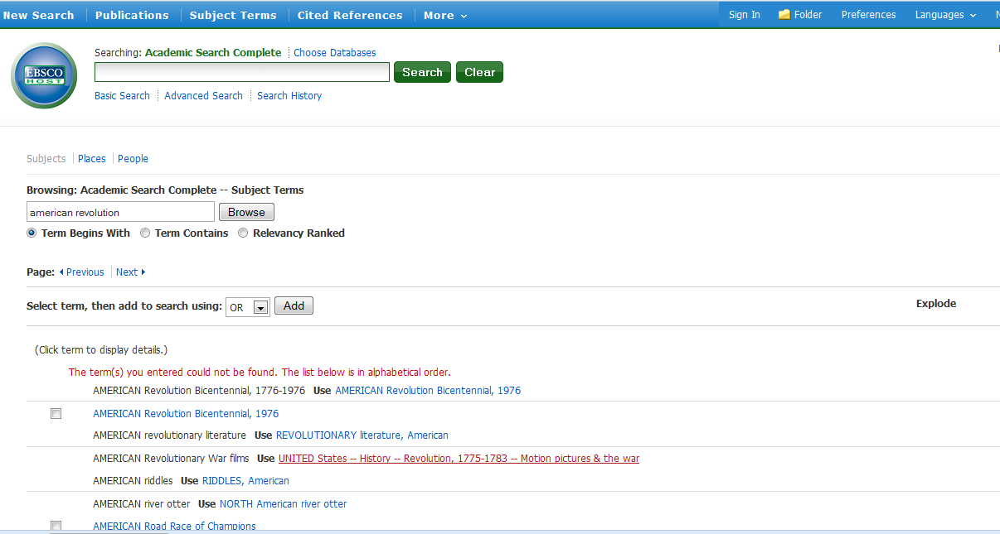 New Search Publications Subject Terms Cited References More Sign In Folder Preferences Languages
Searching: Academic Search Complete Choose Databases
EBSCO
HOST
Search Clear
Basic Search Advanced Search Search History
Subjects Places People
Browsing: Academic Search Complete -- Subject Terms
american revolution Browse
Term Begins With Term Contains Relevancy Ranked
Page: Previous Next
Select term, then add to search using: OR Add Explode
(Click term to display details.)
The term(s) you entered could not be found. The list below is in alphabetical order.
AMERICAN Revolution Bicentennial, 1776-1976 Use AMERICAN Revolution Bicentennial, 1976
AMERICAN Revolution Bicentennial, 1976
AMERICAN revolutionary literature Use REVOLUTIONARY literature, American
AMERICAN Revolutionary War films Use UNITED States -- History -- Revolution, 1775-1783 -- Motion pictures & the war
AMERICAN riddles Use RIDDLES, American
AMERICAN river otter Use NORTH American river otter
AMERICAN Road Race of Champions